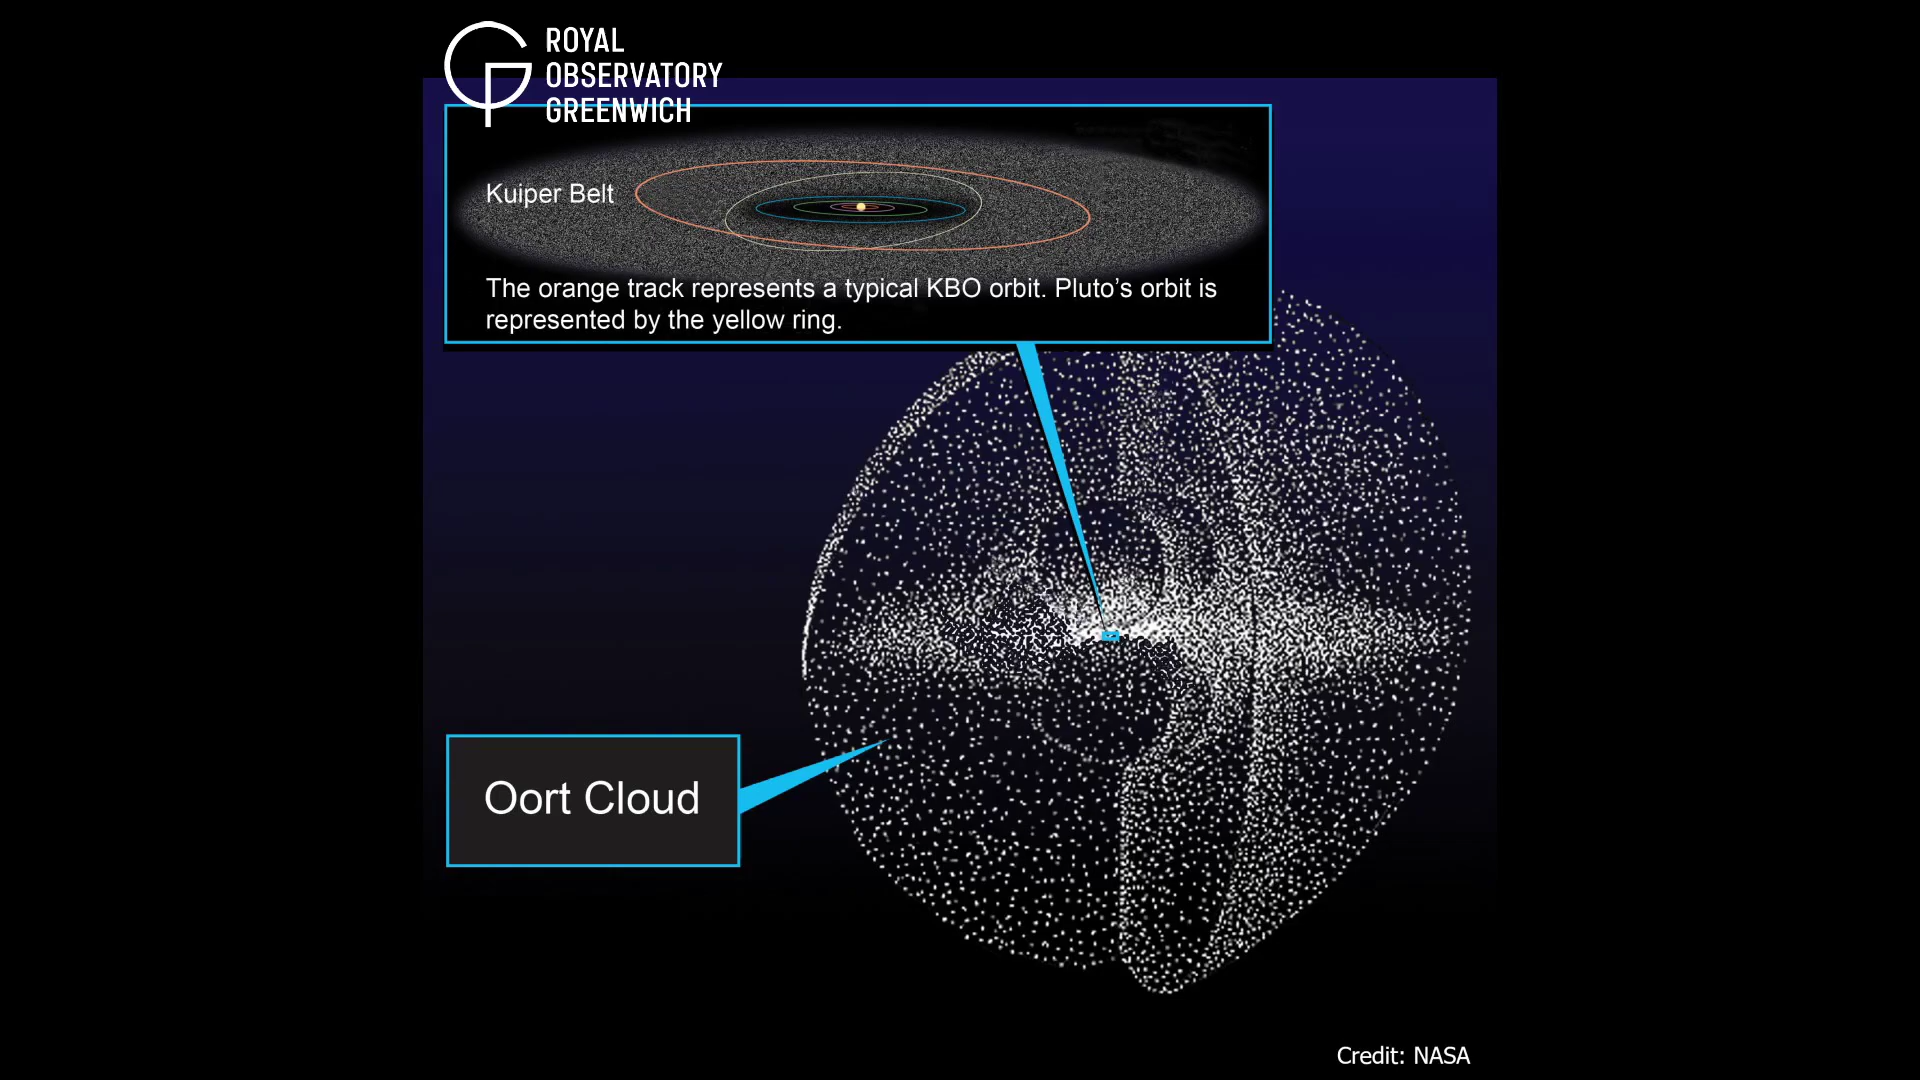 ROYAL
OBSERVATORY
GREENWICH
Kuiper Belt
The orange track represents a typical KBO orbit. Pluto’s orbit is
represented by the yellow ring.
Oort Cloud
Credit: NASA